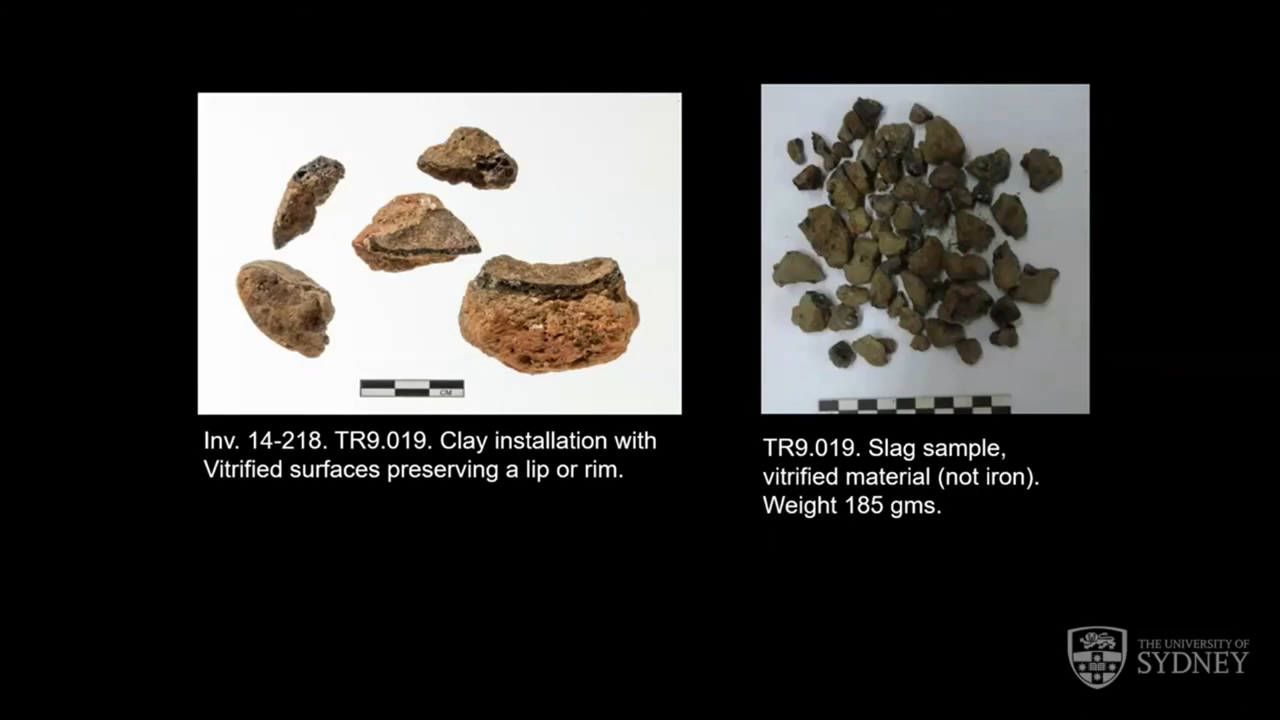 CM
Inv. 14-218. TR9.019. Clay installation with
Vitrified surfaces preserving a lip or rim.
TR9.019. Slag sample,
vitrified material (not iron).
Weight 185 gms.
THE UNIVERSITY OF
SYDNEY